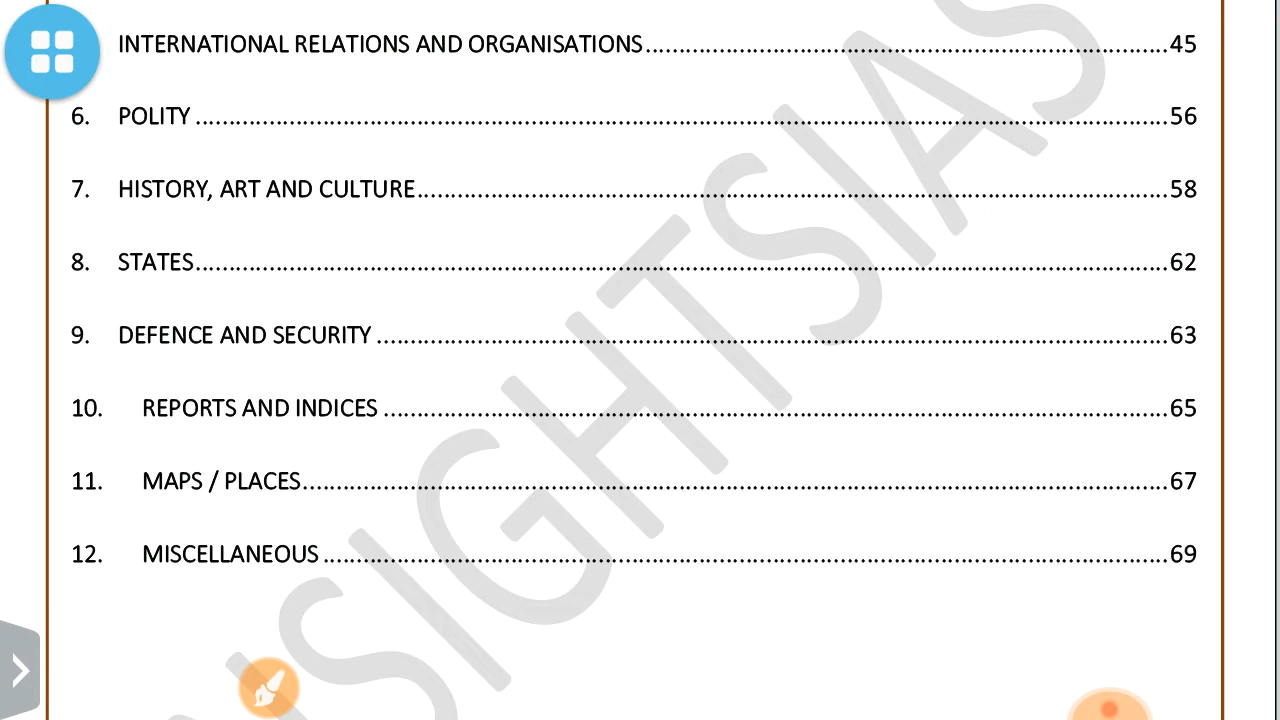 INTERNATIONAL RELATIONS AND ORGANISATIONS....................45
6. POLITY....................56
7. HISTORY, ART AND CULTURE....................58
8. STATES....................62
9. DEFENCE AND SECURITY....................63
10. REPORTS AND INDICES....................65
11. MAPS / PLACES....................67
12. MISCELLANEOUS....................69
NSIGHTSIAS